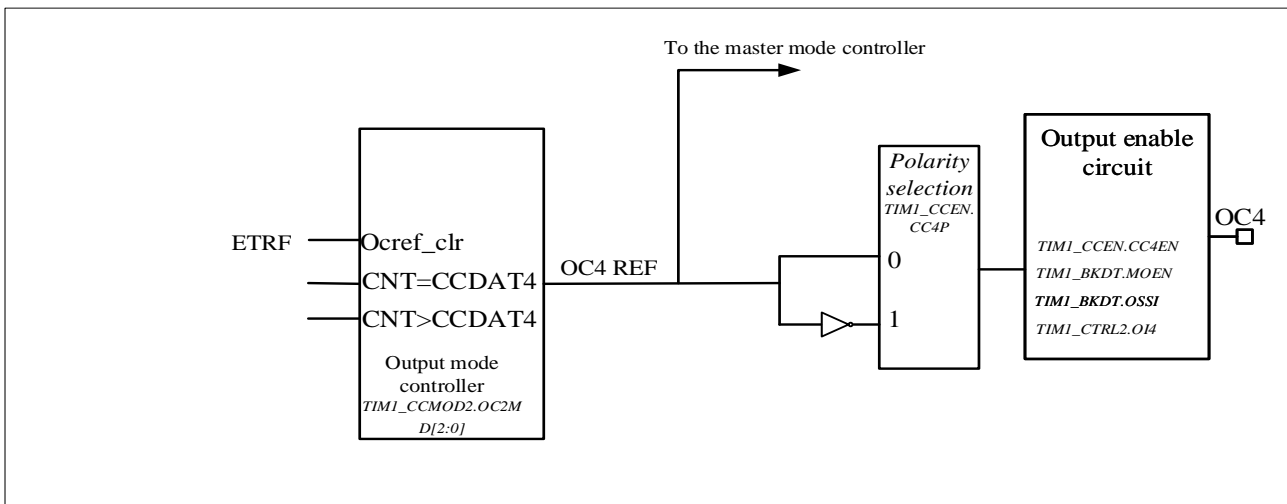 To the master mode controller
Output enable
circuit
Polarity
selection
TIM1_CCEN.
CC4P
OC4
ETRF
Ocref_clr
TIM1_CCEN.CC4EN
OC4 REF
0
CNT=CCDAT4
TIM1_BKDT.MOEN
CNT>CCDAT4
1
TIM1_BKDT.OSSI
TIM1_CTRL2.OI4
Output mode
controller
TIM1_CCMOD2.OC2M
D[2:0]